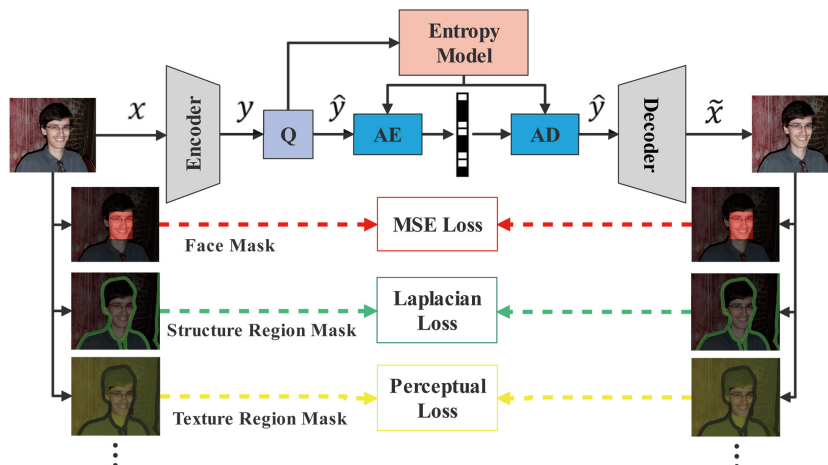 Entropy
Model
x
Encoder
y
Q
ŷ
AE
AD
ŷ
Decoder
x̃
Face Mask
MSE Loss
Structure Region Mask
Laplacian
Loss
Texture Region Mask
Perceptual
Loss